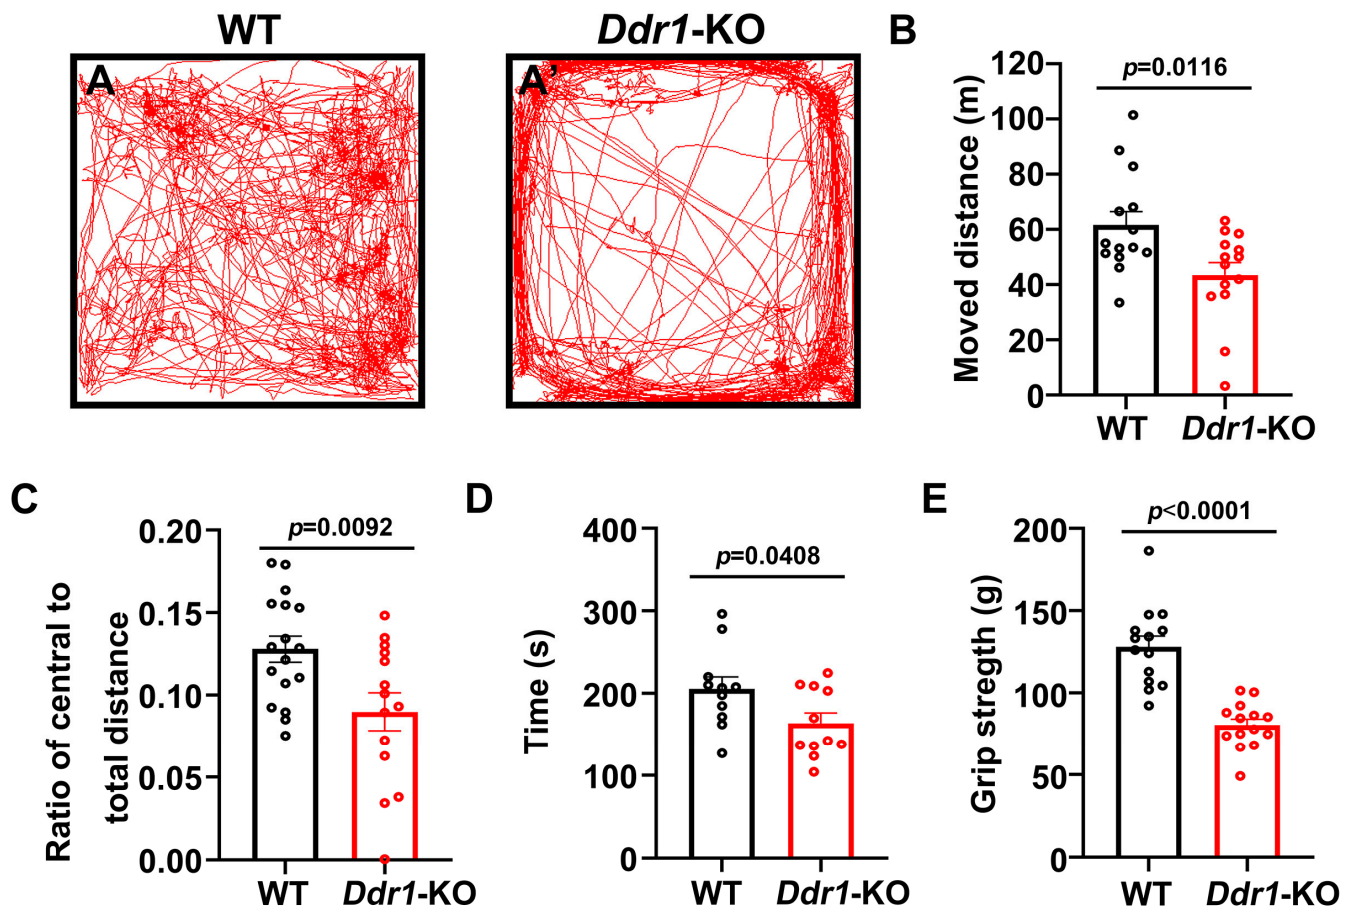 WT
Ddr1-KO
A
A’
B
p=0.0116
Moved distance (m)
120
100
80
60
40
20
0
WT
Ddr1-KO
C
p=0.0092
Ratio of central to
total distance
0.20
0.15
0.10
0.05
0.00
WT
Ddr1-KO
D
p=0.0408
Time (s)
400
300
200
100
0
WT
Ddr1-KO
E
p<0.0001
Grip stregth (g)
200
150
100
50
0
WT
Ddr1-KO